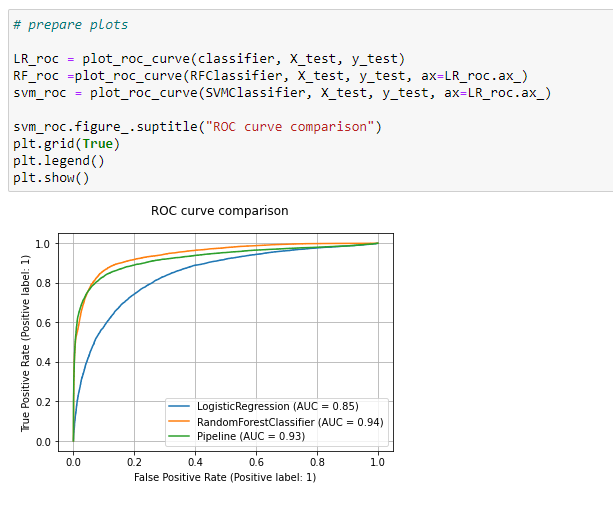 # prepare plots
LR_roc = plot_roc_curve(classifier, X_test, y_test)
RF_roc =plot_roc_curve(RFClassifier, X_test, y_test, ax=LR_roc.ax_)
svm_roc = plot_roc_curve(SVMClassifier, X_test, y_test, ax=LR_roc.ax_)
svm_roc.figure_.suptitle("ROC curve comparison")
plt.grid(True)
plt.legend()
plt.show()
ROC curve comparison
True Positive Rate (Positive label: 1)
1.0
0.8
0.6
0.4
0.2
0.0
LogisticRegression (AUC = 0.85)
RandomForestClassifier (AUC = 0.94)
Pipeline (AUC = 0.93)
0.0 0.2 0.4 0.6 0.8 1.0
False Positive Rate (Positive label: 1)